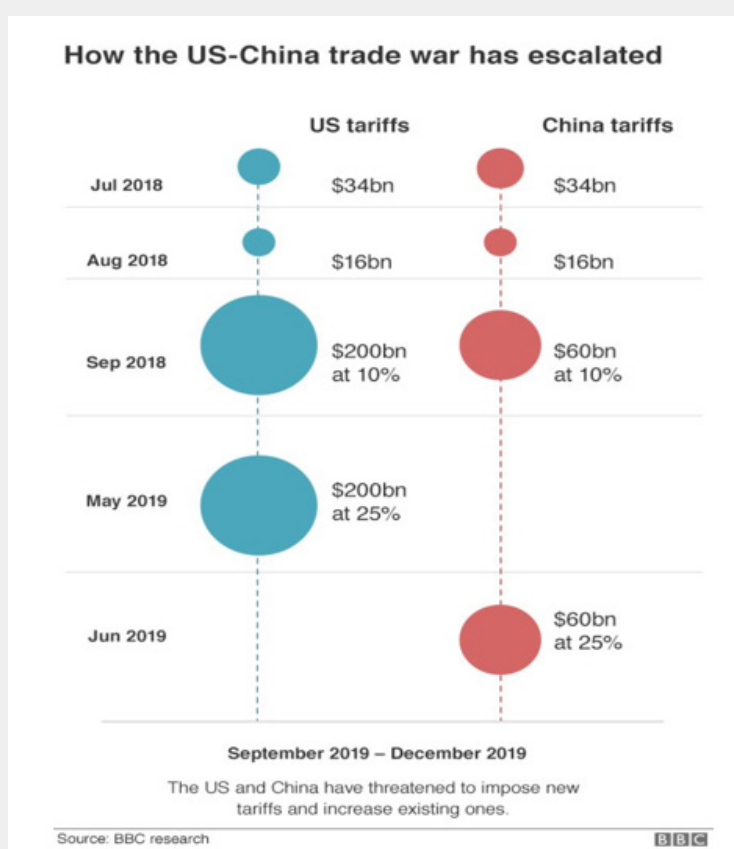 How the US-China trade war has escalated
US tariffs China tariffs
Jul 2018 $34bn $34bn
Aug 2018 $16bn $16bn
Sep 2018 $200bn at 10% $60bn at 10%
May 2019 $200bn at 25%
Jun 2019 $60bn at 25%
September 2019 – December 2019
The US and China have threatened to impose new
tariffs and increase existing ones.
Source: BBC research BBC